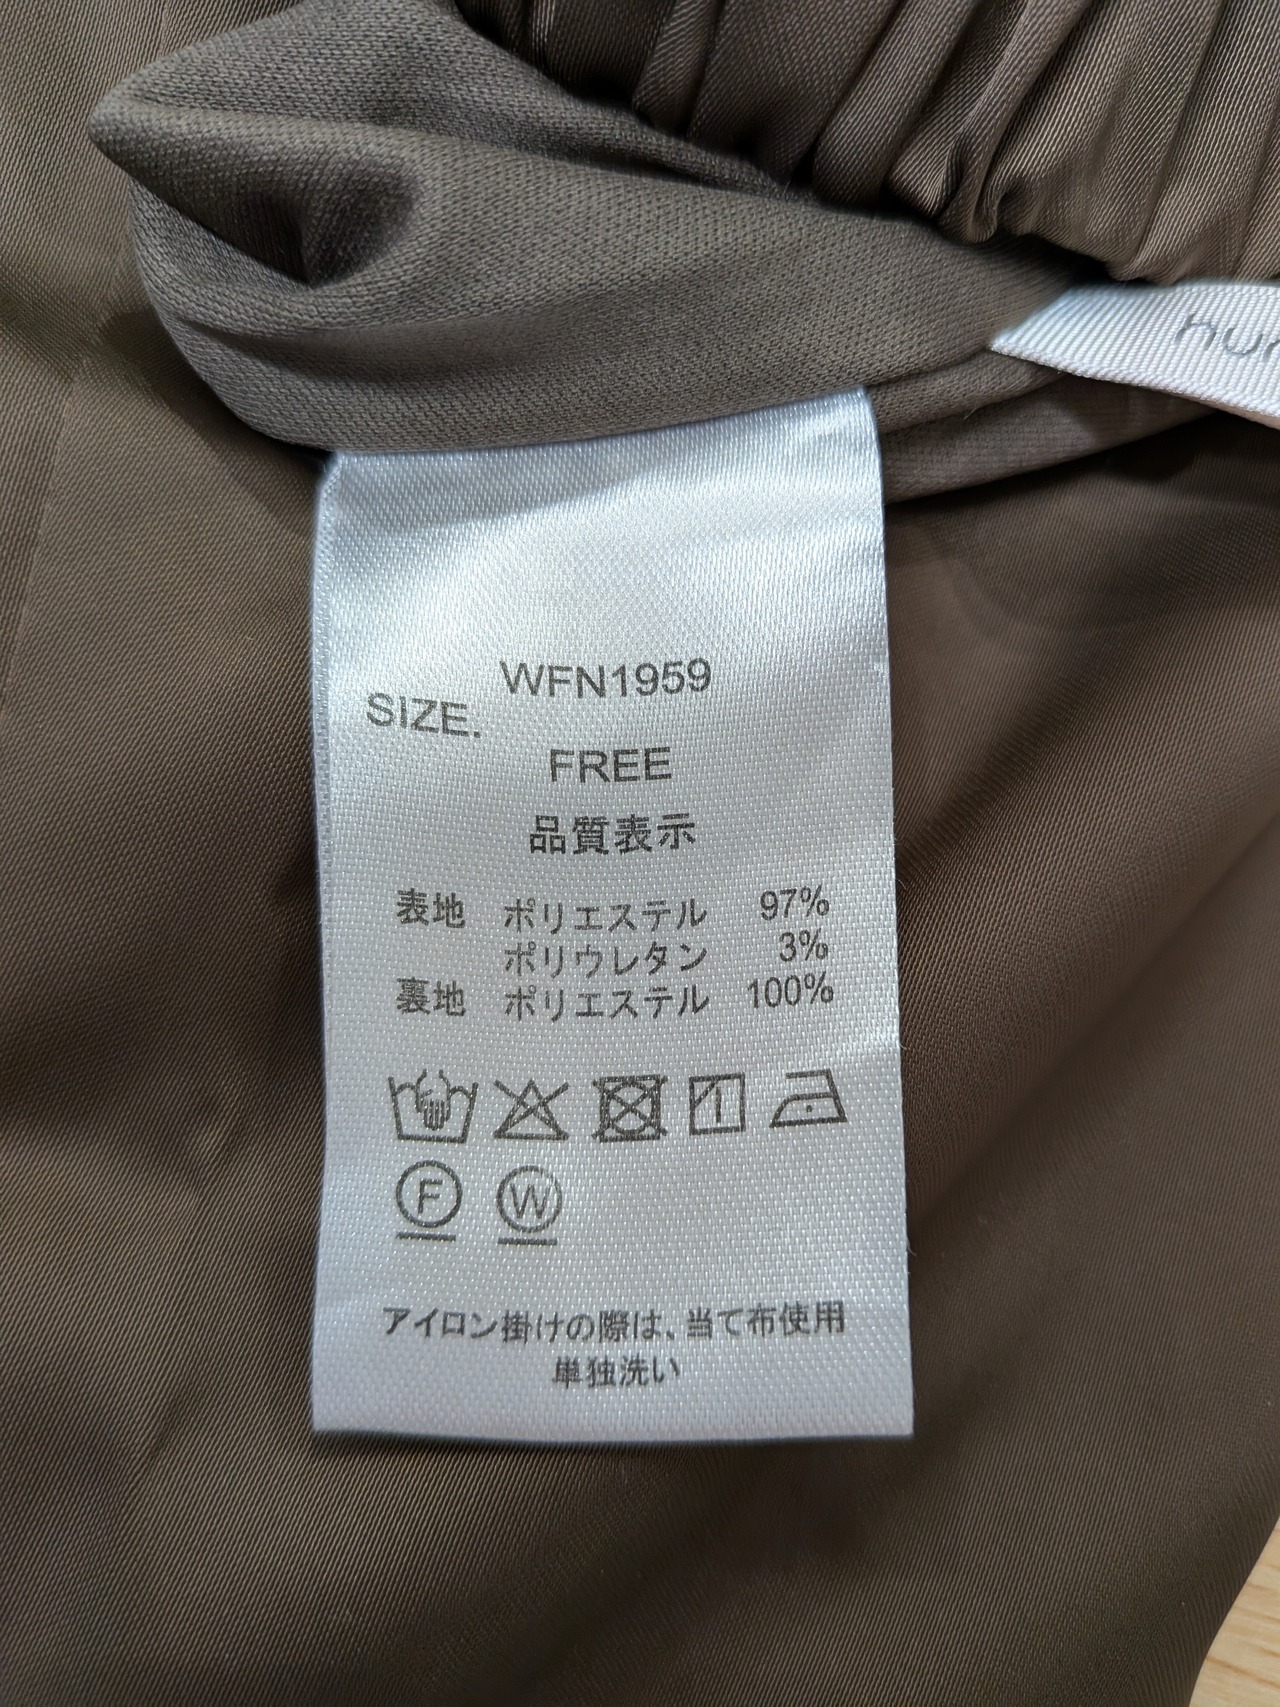 WFN1959
SIZE.
FREE
品質表示
表地 ポリエステル 97%
ポリウレタン 3%
裏地 ポリエステル 100%
F W
アイロン掛けの際は、当て布使用
単独洗い